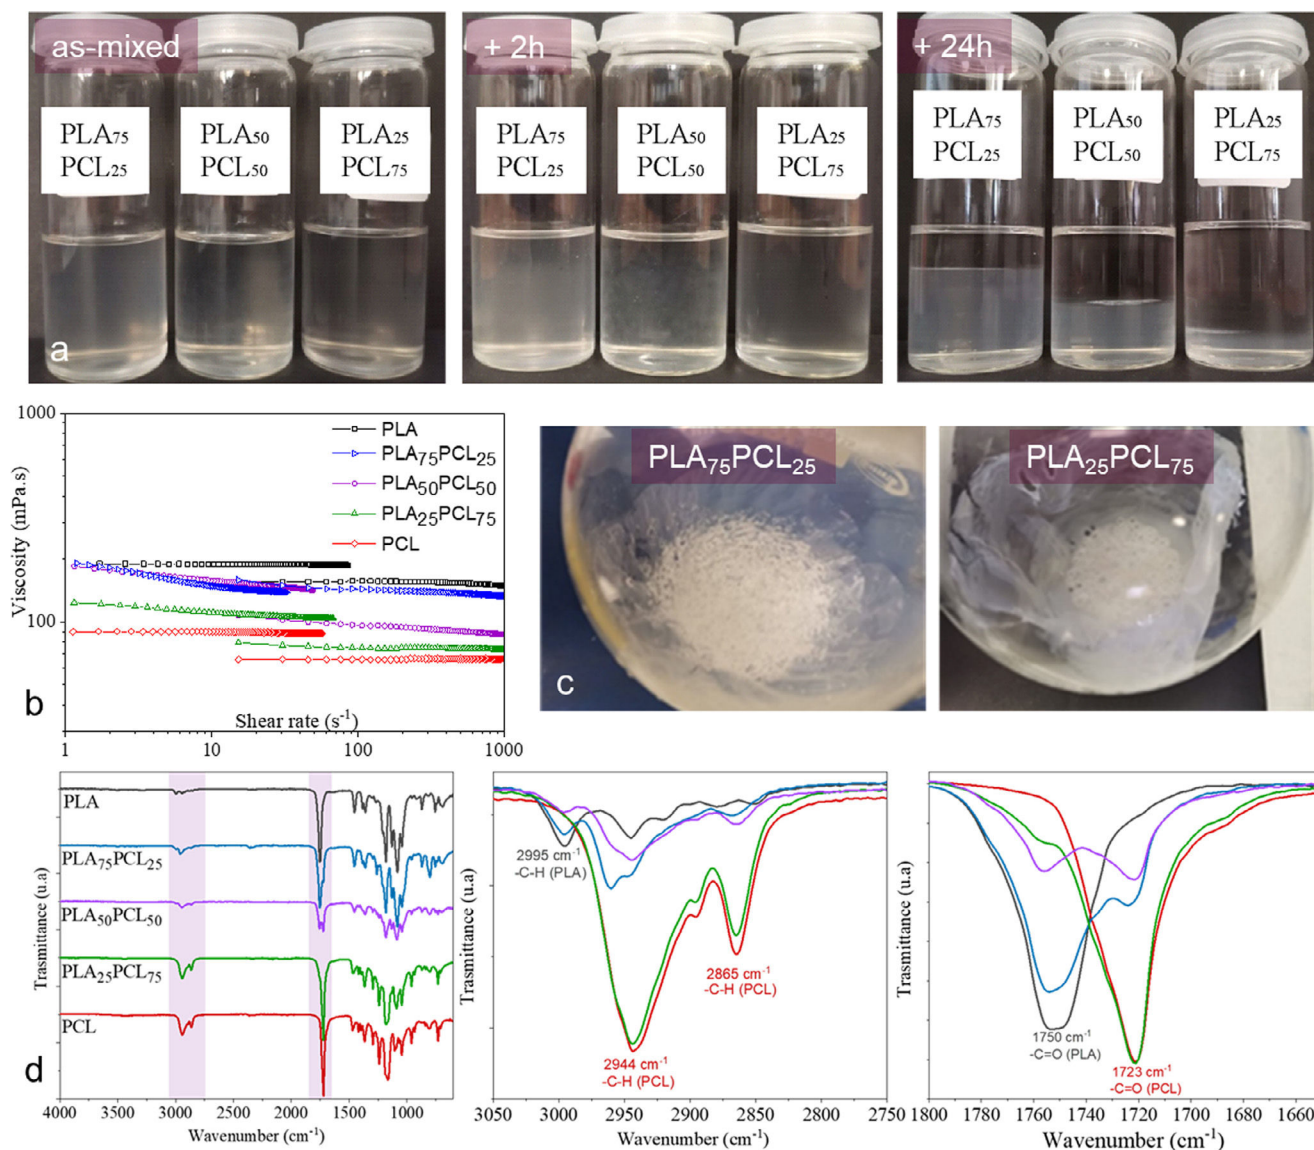 as-mixed
+ 2h
+ 24h
PLA₇₅
PCL₂₅
PLA₅₀
PCL₅₀
PLA₂₅
PCL₇₅
PLA₇₅
PCL₂₅
PLA₅₀
PCL₅₀
PLA₂₅
PCL₇₅
PLA₇₅
PCL₂₅
PLA₅₀
PCL₅₀
PLA₂₅
PCL₇₅
a
1000
100
Viscosity (mPa.s)
PLA
PLA₇₅PCL₂₅
PLA₅₀PCL₅₀
PLA₂₅PCL₇₅
PCL
b
Shear rate (s⁻¹)
1 10 100 1000
PLA₇₅PCL₂₅
PLA₂₅PCL₇₅
c
Trasmittance (u.a)
PLA
PLA₇₅PCL₂₅
PLA₅₀PCL₅₀
PLA₂₅PCL₇₅
PCL
d
4000 3500 3000 2500 2000 1500 1000
Wavenumber (cm⁻¹)
Trasmittance (u.a)
2995 cm⁻¹
-C-H (PLA)
2865 cm⁻¹
-C-H (PCL)
2944 cm⁻¹
-C-H (PCL)
3050 3000 2950 2900 2850 2800 2750
Wavenumber (cm⁻¹)
Trasmittance (u.a)
1750 cm⁻¹
-C=O (PLA)
1723 cm⁻¹
-C=O (PCL)
1800 1780 1760 1740 1720 1700 1680 1660
Wavenumber (cm⁻¹)